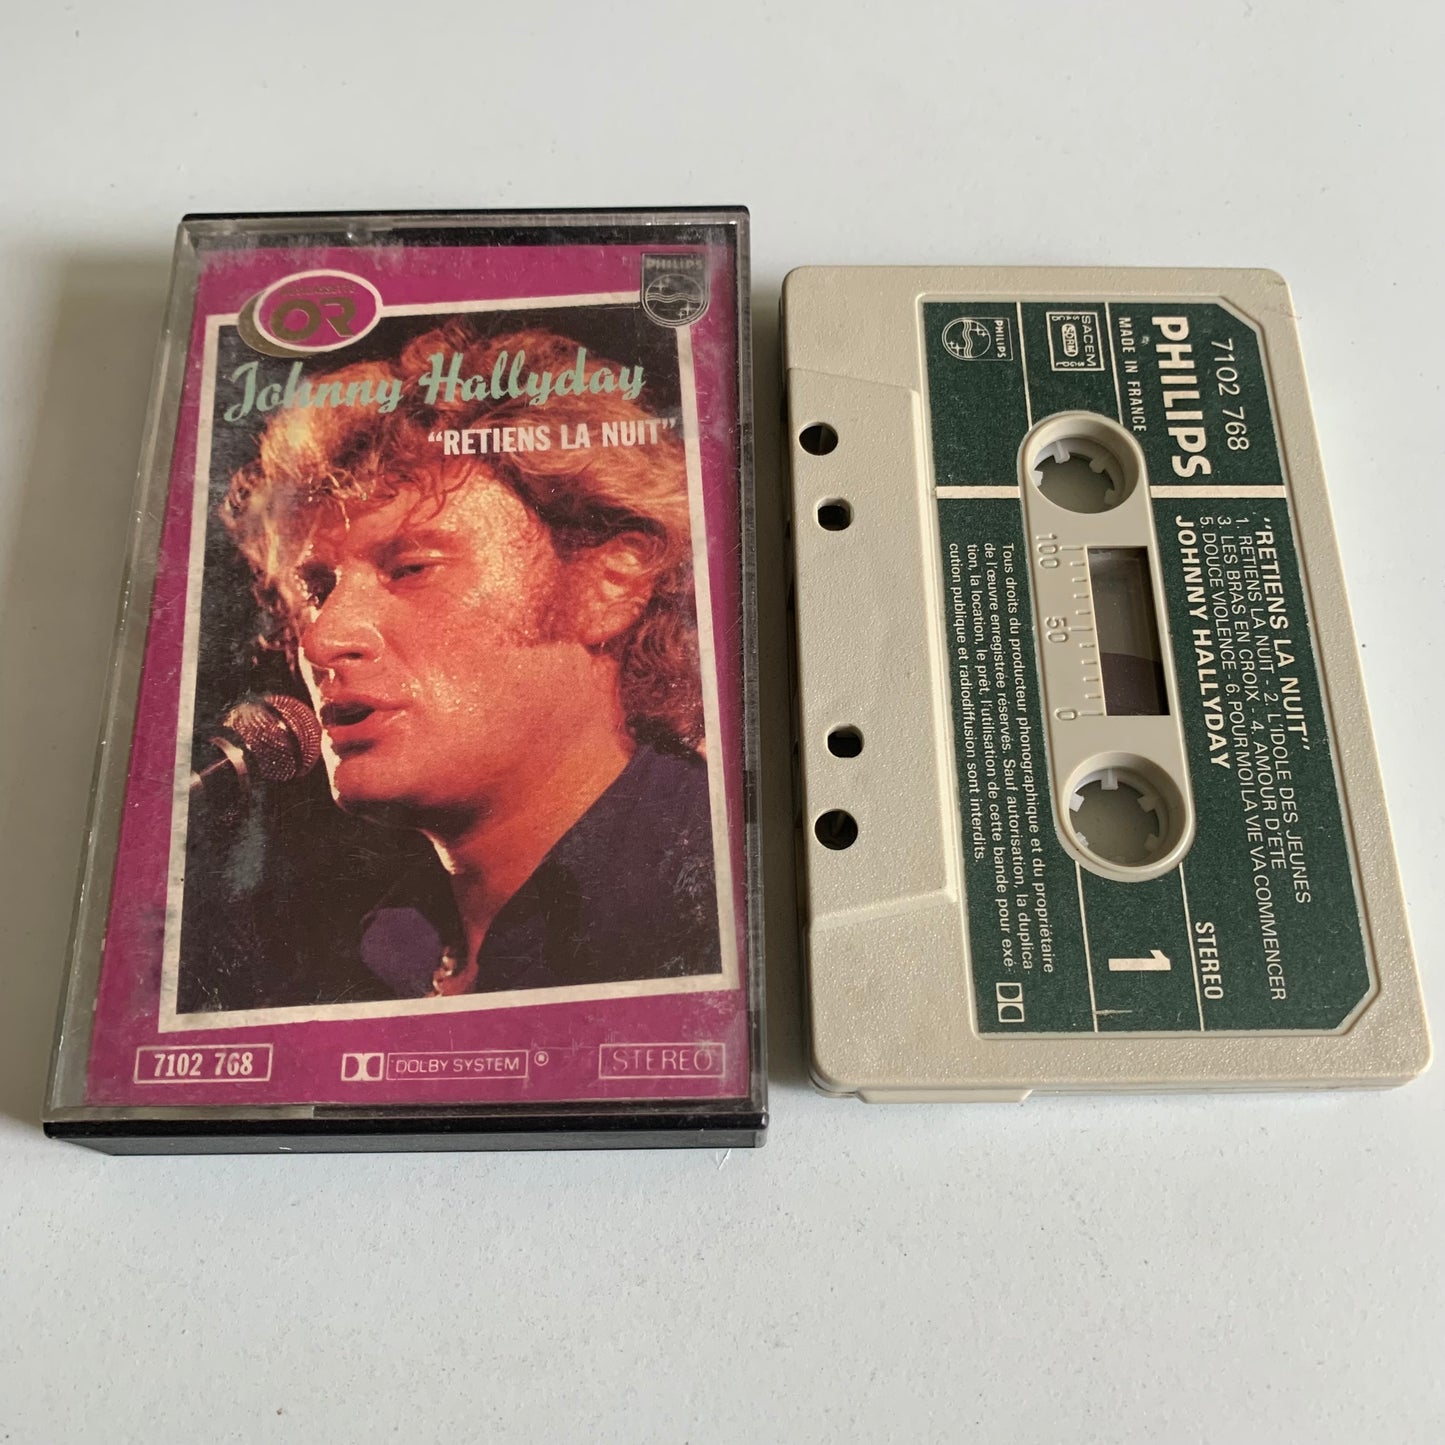 OR
PHILIPS
Johnny Hallyday
“RETIENS LA NUIT”
7102 768
DOLBY SYSTEM ®
STEREO
7102 768
PHILIPS
MADE IN FRANCE
SACEM
SDRM
PHILIPS
"RETIENS LA NUIT"
1. RETIENS LA NUIT - 2. L'IDOLE DES JEUNES
3. LES BRAS EN CROIX - 4. AMOUR D'ETE
5. DOUCE VIOLENCE - 6. POUR MOI LA VIE VA COMMENCER
JOHNNY HALLYDAY
STEREO
1
100 50 0
Tous droits du producteur phonographique et du propriétaire
de l'œuvre enregistrée réservés. Sauf autorisation, la duplica-
tion, la location, le prêt, l'utilisation de cette bande pour exé-
cution publique et radiodiffusion sont interdits.